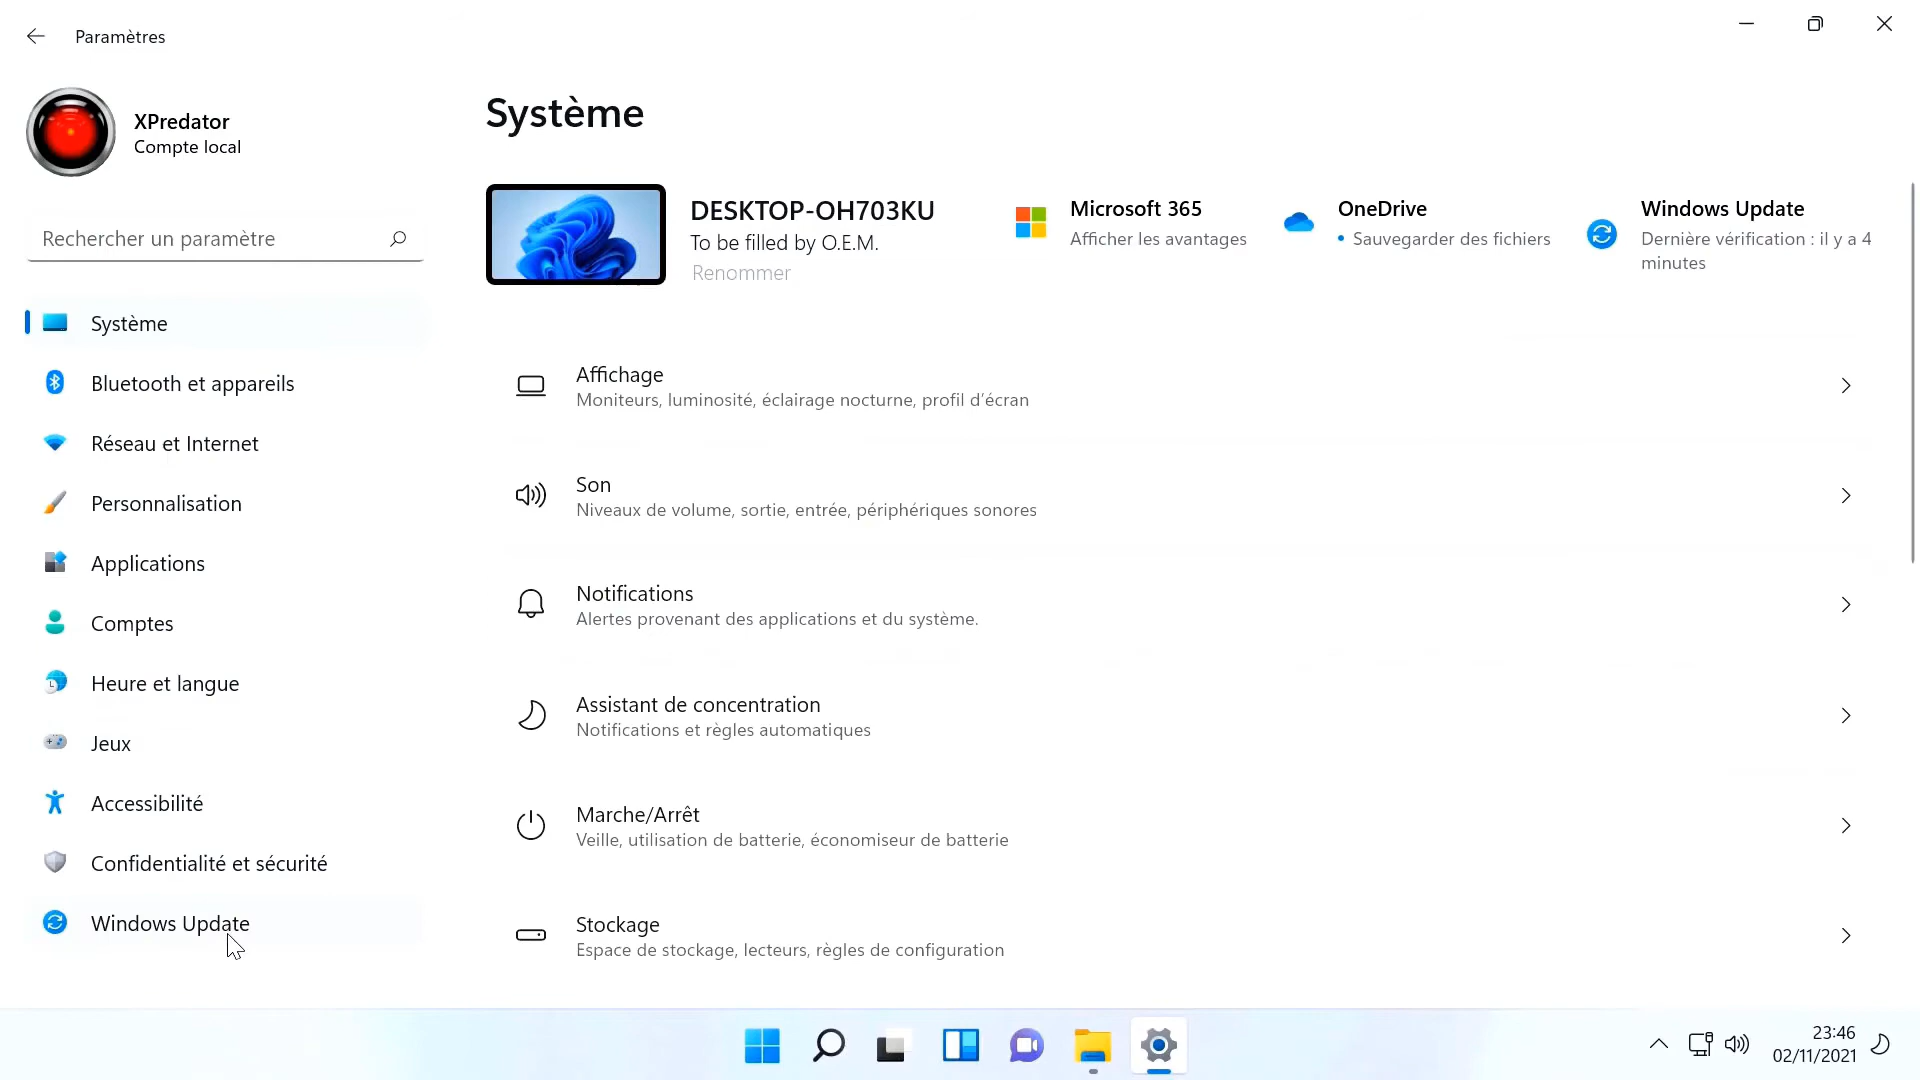 Paramètres
XPredator
Compte local
Rechercher un paramètre
Système
Bluetooth et appareils
Réseau et Internet
Personnalisation
Applications
Comptes
Heure et langue
Jeux
Accessibilité
Confidentialité et sécurité
Windows Update
Système
DESKTOP-OH703KU
To be filled by O.E.M.
Renommer
Microsoft 365
Afficher les avantages
OneDrive
• Sauvegarder des fichiers
Windows Update
Dernière vérification : il y a 4
minutes
Affichage
Moniteurs, luminosité, éclairage nocturne, profil d’écran
Son
Niveaux de volume, sortie, entrée, périphériques sonores
Notifications
Alertes provenant des applications et du système.
Assistant de concentration
Notifications et règles automatiques
Marche/Arrêt
Veille, utilisation de batterie, économiseur de batterie
Stockage
Espace de stockage, lecteurs, règles de configuration
23:46
02/11/2021